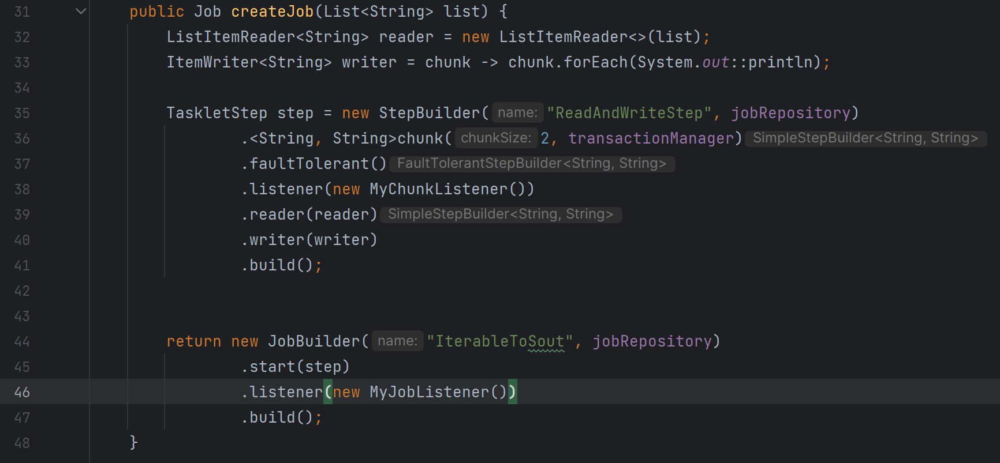 31 public Job createJob(List<String> list) {
32 ListItemReader<String> reader = new ListItemReader<>(list);
33 ItemWriter<String> writer = chunk -> chunk.forEach(System.out::println);
34
35 TaskletStep step = new StepBuilder( name: "ReadAndWriteStep", jobRepository)
36 .<String, String>chunk( chunkSize: 2, transactionManager) SimpleStepBuilder<String, String>
37 .faultTolerant() FaultTolerantStepBuilder<String, String>
38 .listener(new MyChunkListener())
39 .reader(reader) SimpleStepBuilder<String, String>
40 .writer(writer)
41 .build();
42
43
44 return new JobBuilder( name: "IterableToSout", jobRepository)
45 .start(step)
46 .listener(new MyJobListener())
47 .build();
48 }